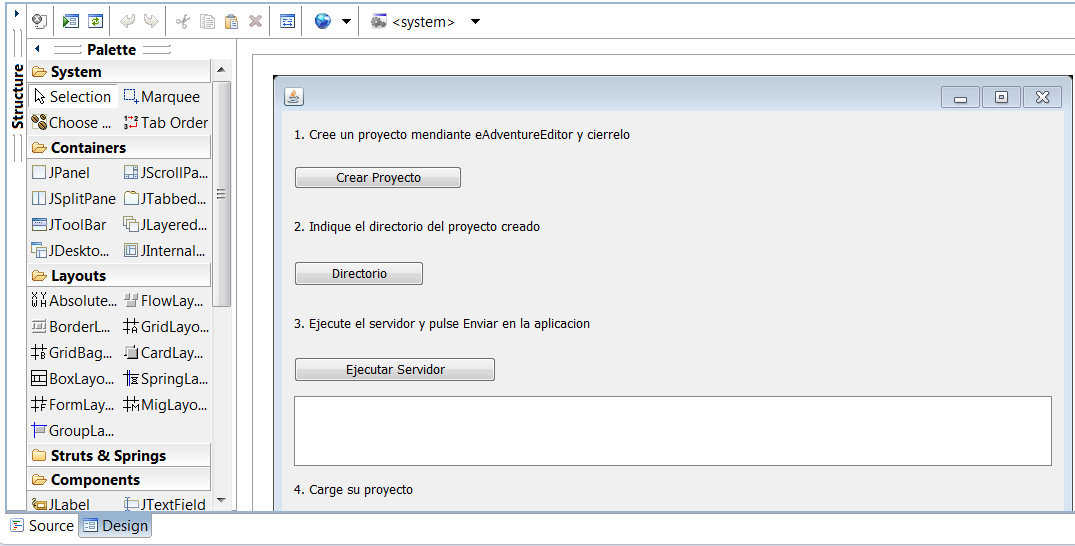 <system>
Structure
Palette
System
Selection
Marquee
Choose ...
Tab Order
Containers
JPanel
JScrollPa...
JSplitPane
JTabbed...
JToolBar
JLayered...
JDeskto...
JInternal...
Layouts
Absolute...
FlowLay...
BorderL...
GridLayo...
GridBag...
CardLay...
BoxLayo...
SpringLa...
FormLay...
MigLayo...
GroupLa...
Struts & Springs
Components
JLabel
JTextField
1. Cree un proyecto mendiante eAdventureEditor y cierrelo
Crear Proyecto
2. Indique el directorio del proyecto creado
Directorio
3. Ejecute el servidor y pulse Enviar en la aplicacion
Ejecutar Servidor
4. Carge su proyecto
Source
Design